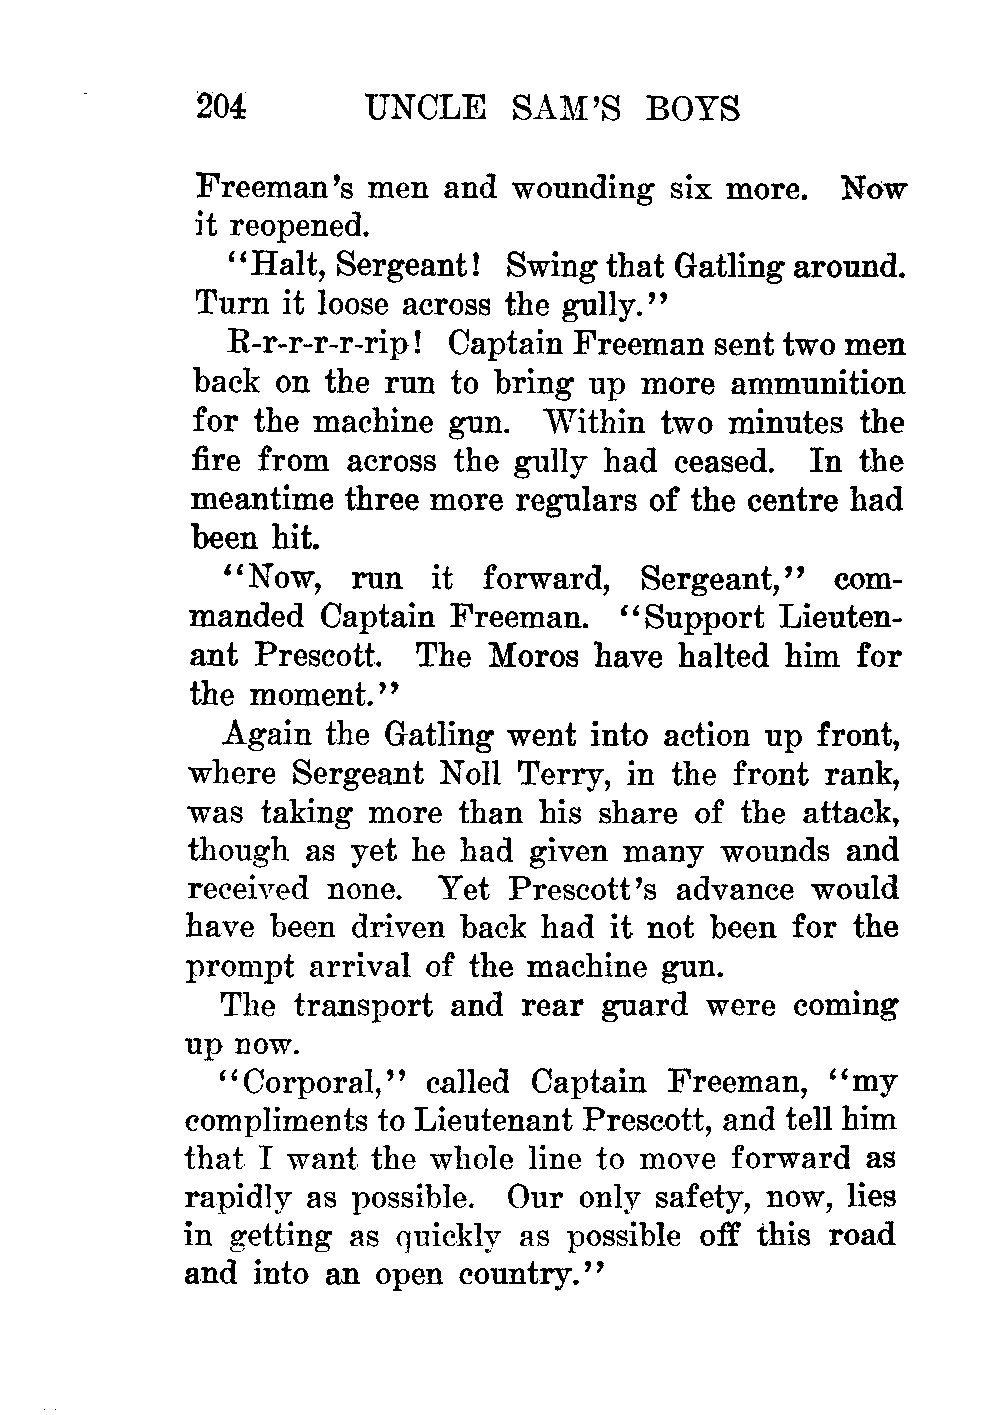 204 UNCLE SAM'S BOYS
Freeman's men and wounding six more. Now
it reopened.
"Halt, Sergeant! Swing that Gatling around.
Turn it loose across the gully."
R-r-r-r-r-rip! Captain Freeman sent two men
back on the run to bring up more ammunition
for the machine gun. Within two minutes the
fire from across the gully had ceased. In the
meantime three more regulars of the centre had
been hit.
"Now, run it forward, Sergeant," com-
manded Captain Freeman. "Support Lieuten-
ant Prescott. The Moros have halted him for
the moment."
Again the Gatling went into action up front,
where Sergeant Noll Terry, in the front rank,
was taking more than his share of the attack,
though as yet he had given many wounds and
received none. Yet Prescott's advance would
have been driven back had it not been for the
prompt arrival of the machine gun.
The transport and rear guard were coming
up now.
"Corporal," called Captain Freeman, "my
compliments to Lieutenant Prescott, and tell him
that I want the whole line to move forward as
rapidly as possible. Our only safety, now, lies
in getting as quickly as possible off this road
and into an open country."